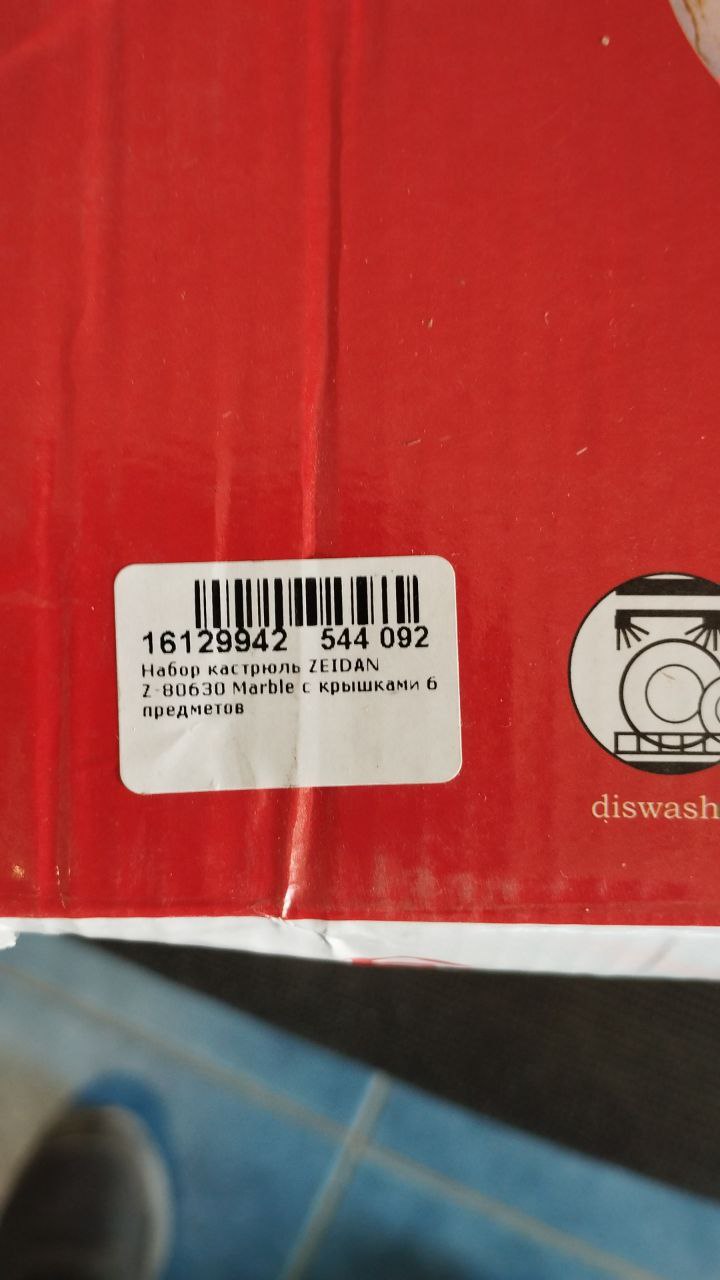 16129942 544 092
Набор кастрюль ZEIDAN
Z-80630 Marble с крышками 6
предметов
diswash